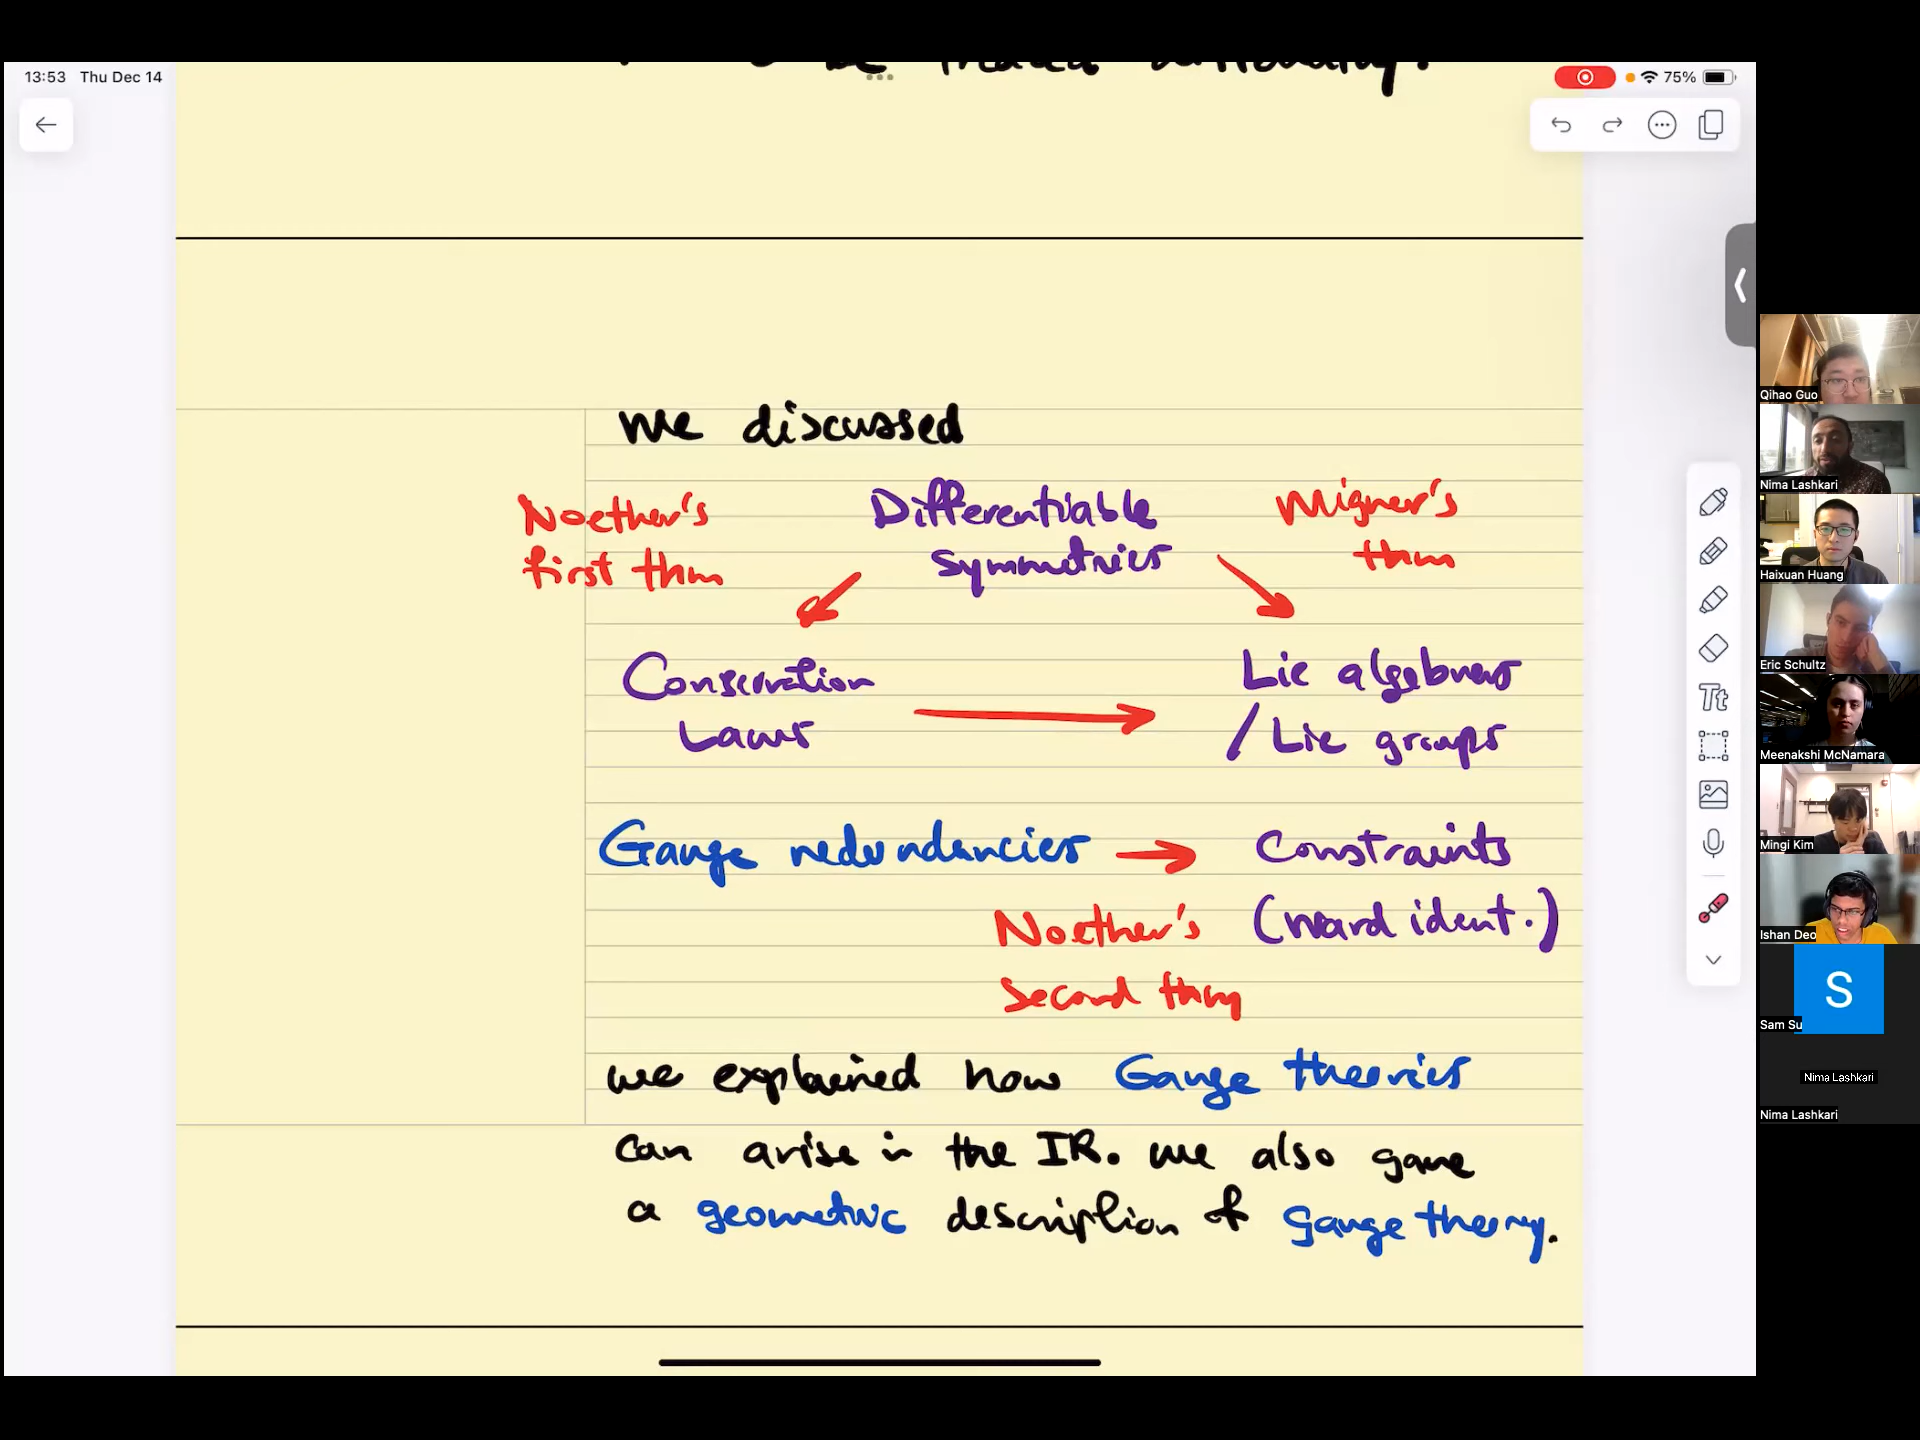 13:53 Thu Dec 14
75%
be treated
we discussed
Noether's Differentiable Wigner's
first thm symmetries thm
Conservation Lie algebras
Laws / Lie groups
Gauge redundancies → Constraints
Noether's (Ward ident.)
Second thm
we explained how Gauge theories
can arise in the IR. we also gave
a geometric description of gauge theory.
Tt
Qihao Guo
Nima Lashkari
Haixuan Huang
Eric Schultz
Meenakshi McNamara
Mingi Kim
Ishan Deo
S
Sam Su
Nima Lashkari
Nima Lashkari